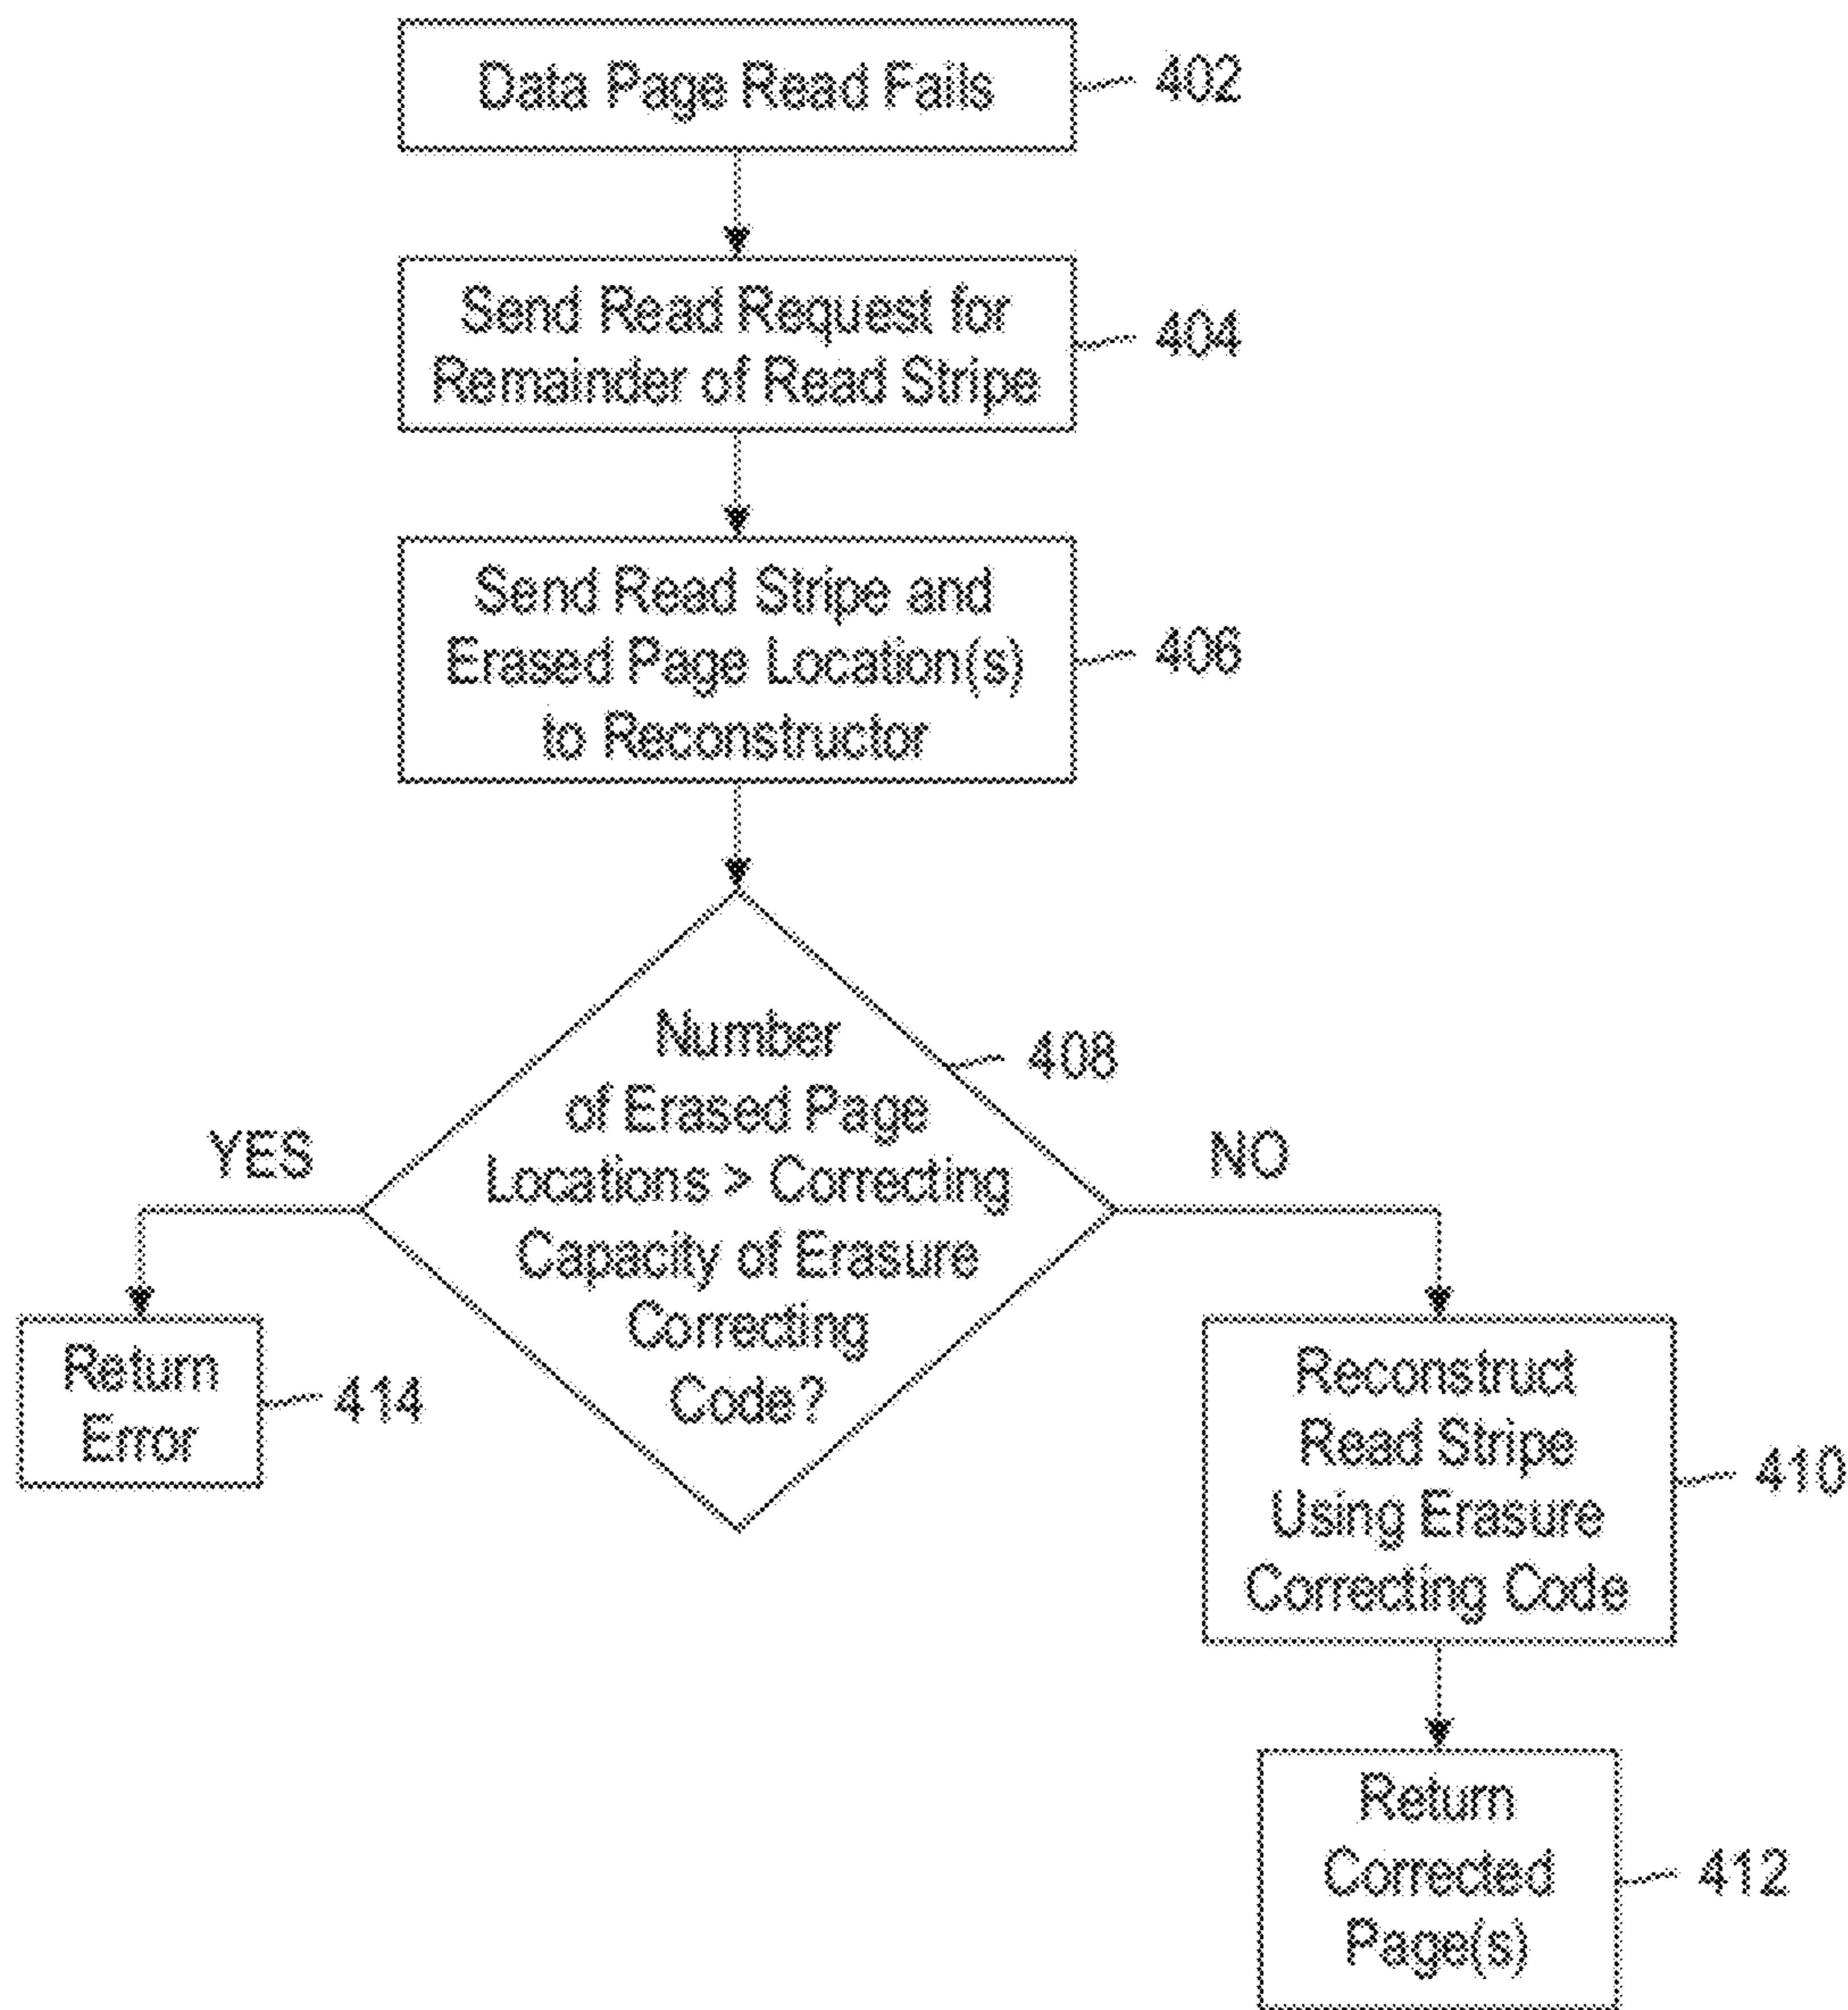 Data Page Read Fails
402
Send Read Request for
Remainder of Read Stripe
404
Send Read Stripe and
Erased Page Location(s)
to Reconstructor
406
Number
of Erased Page
Locations > Correcting
Capacity of Erasure
Correcting
Code?
408
YES
NO
Return
Error
414
Reconstruct
Read Stripe
Using Erasure
Correcting Code
410
Return
Corrected
Page(s)
412